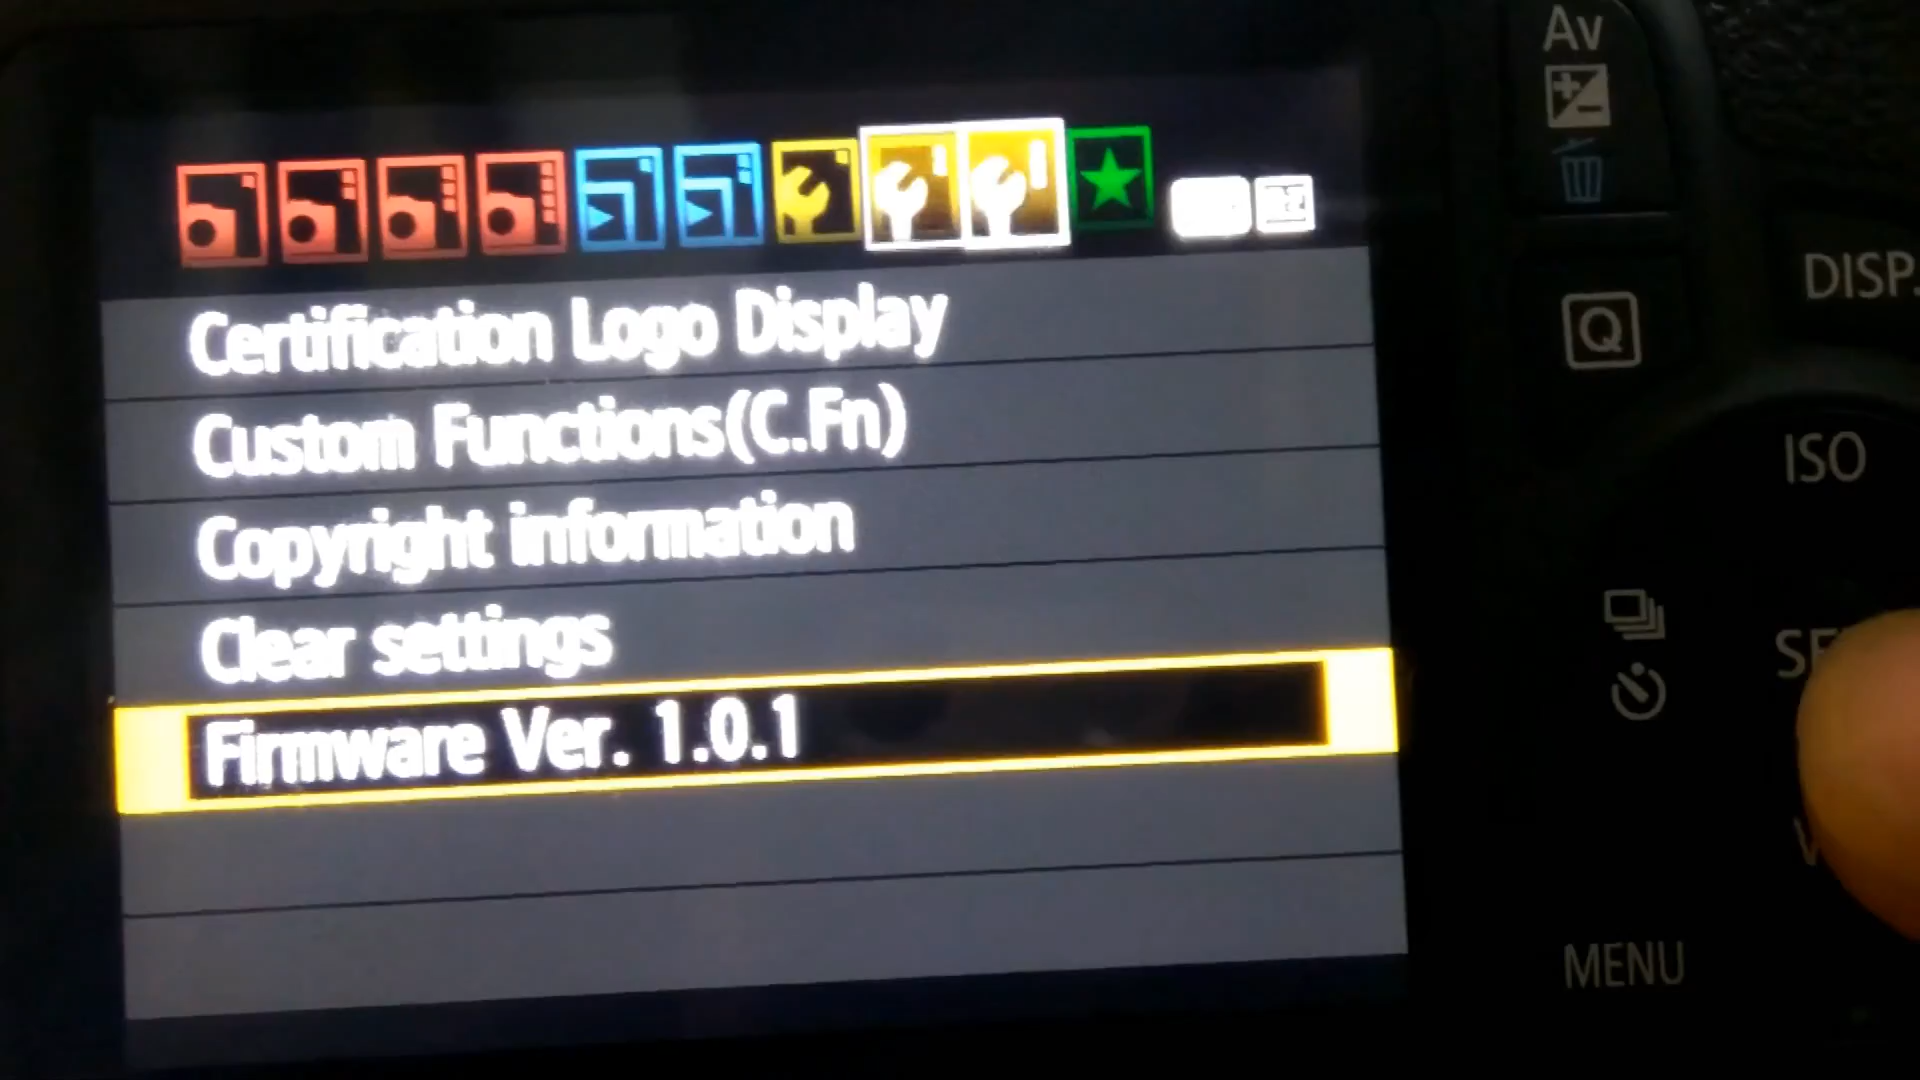 Av
DISP.
Certification Logo Display
Custom Functions(C.Fn)
Copyright information
Clear settings
Firmware Ver. 1.0.1
Q
ISO
MENU